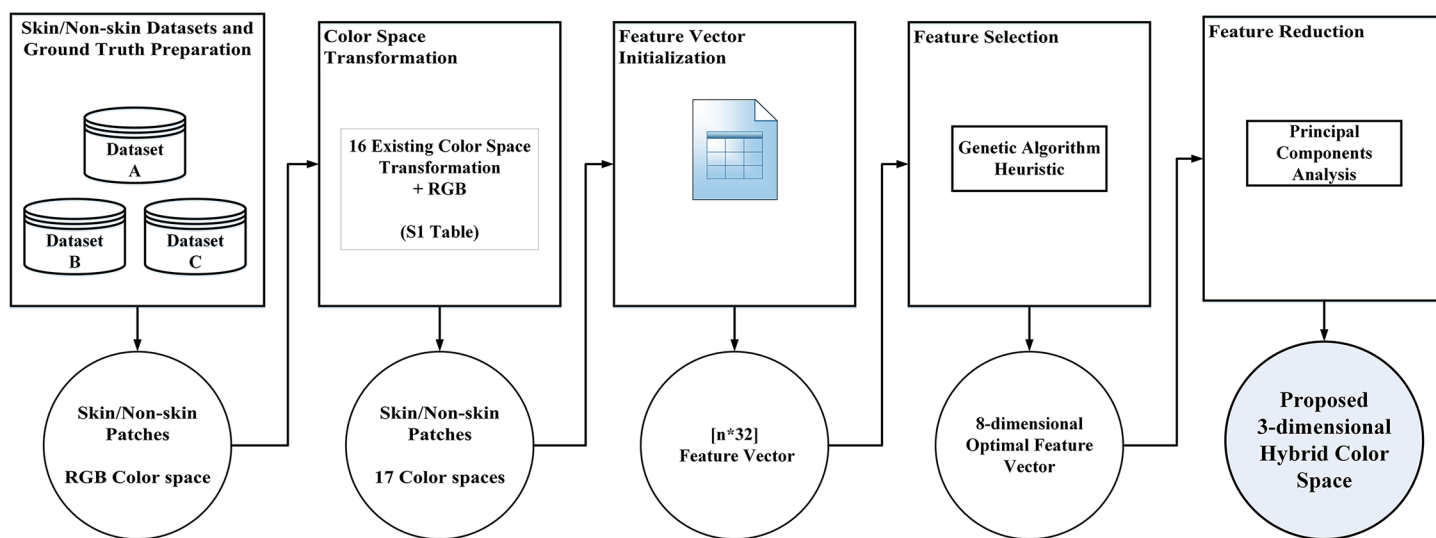 Skin/Non-skin Datasets and
Ground Truth Preparation
Dataset
A
Dataset
B
Dataset
C
Skin/Non-skin
Patches
RGB Color space
Color Space
Transformation
16 Existing Color Space
Transformation
+ RGB
(S1 Table)
Skin/Non-skin
Patches
17 Color spaces
Feature Vector
Initialization
[n*32]
Feature Vector
Feature Selection
Genetic Algorithm
Heuristic
8-dimensional
Optimal Feature
Vector
Feature Reduction
Principal
Components
Analysis
Proposed
3-dimensional
Hybrid Color
Space